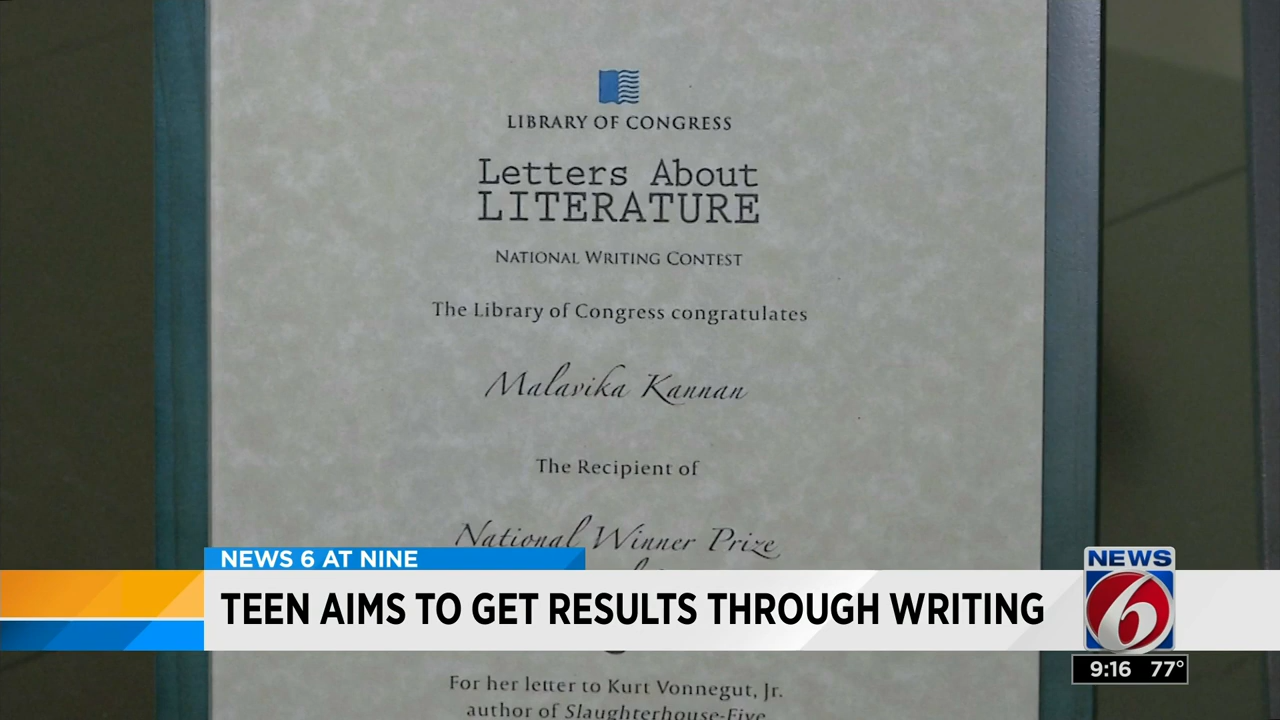 LIBRARY OF CONGRESS
Letters About
LITERATURE
NATIONAL WRITING CONTEST
The Library of Congress congratulates
Malavika Kannan
The Recipient of
National Winner Prize
NEWS 6 AT NINE
TEEN AIMS TO GET RESULTS THROUGH WRITING
NEWS
6
9:16 77°
For her letter to Kurt Vonnegut, Jr.
author of Slaughterhouse-Five